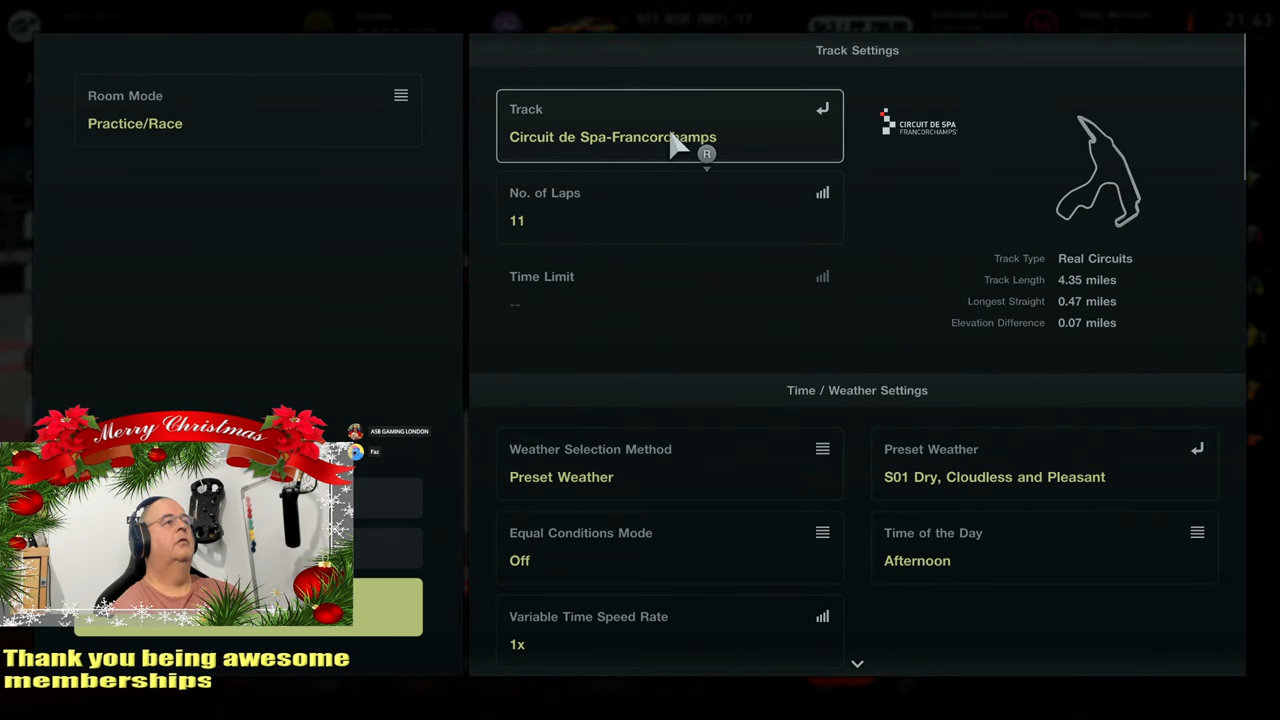 21:43
Track Settings
Room Mode
Practice/Race
Track
Circuit de Spa-Francorchamps
R
CIRCUIT DE SPA
FRANCORCHAMPS
No. of Laps
11
Time Limit
--
Track Type Real Circuits
Track Length 4.35 miles
Longest Straight 0.47 miles
Elevation Difference 0.07 miles
Time / Weather Settings
Weather Selection Method
Preset Weather
Preset Weather
S01 Dry, Cloudless and Pleasant
Equal Conditions Mode
Off
Time of the Day
Afternoon
Variable Time Speed Rate
1x
Merry Christmas
ASB GAMING LONDON
Faz
Thank you being awesome
memberships